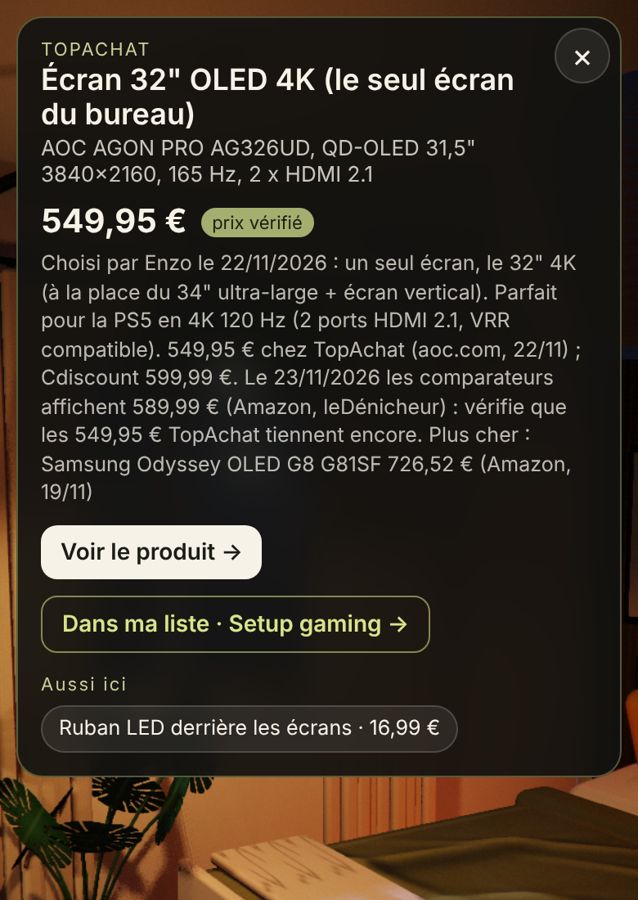 TOPACHAT
Écran 32" OLED 4K (le seul écran
du bureau)
AOC AGON PRO AG326UD, QD-OLED 31,5"
3840×2160, 165 Hz, 2 x HDMI 2.1
549,95 € prix vérifié
Choisi par Enzo le 22/11/2026 : un seul écran, le 32" 4K
(à la place du 34" ultra-large + écran vertical). Parfait
pour la PS5 en 4K 120 Hz (2 ports HDMI 2.1, VRR
compatible). 549,95 € chez TopAchat (aoc.com, 22/11) ;
Cdiscount 599,99 €. Le 23/11/2026 les comparateurs
affichent 589,99 € (Amazon, leDénicheur) : vérifie que
les 549,95 € TopAchat tiennent encore. Plus cher :
Samsung Odyssey OLED G8 G81SF 726,52 € (Amazon,
19/11)
Voir le produit →
Dans ma liste · Setup gaming →
Aussi ici
Ruban LED derrière les écrans · 16,99 €